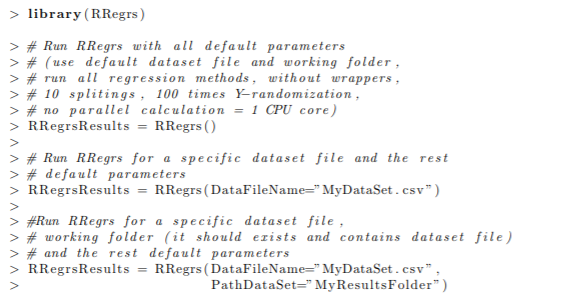 > library(RRegrs)
> # Run RRegrs with all default parameters
> # (use default dataset file and working folder,
> # run all regression methods, without wrappers,
> # 10 splitings, 100 times Y-randomization,
> # no parallel calculation = 1 CPU core)
> RRegrsResults = RRegrs()
>
> # Run RRegrs for a specific dataset file and the rest
> # default parameters
> RRegrsResults = RRegrs(DataFileName=”MyDataSet.csv”)
>
> #Run RRegrs for a specific dataset file,
> # working folder (it should exists and contains dataset file)
> # and the rest default parameters
> RRegrsResults = RRegrs(DataFileName=”MyDataSet.csv”,
> PathDataSet=”MyResultsFolder”)